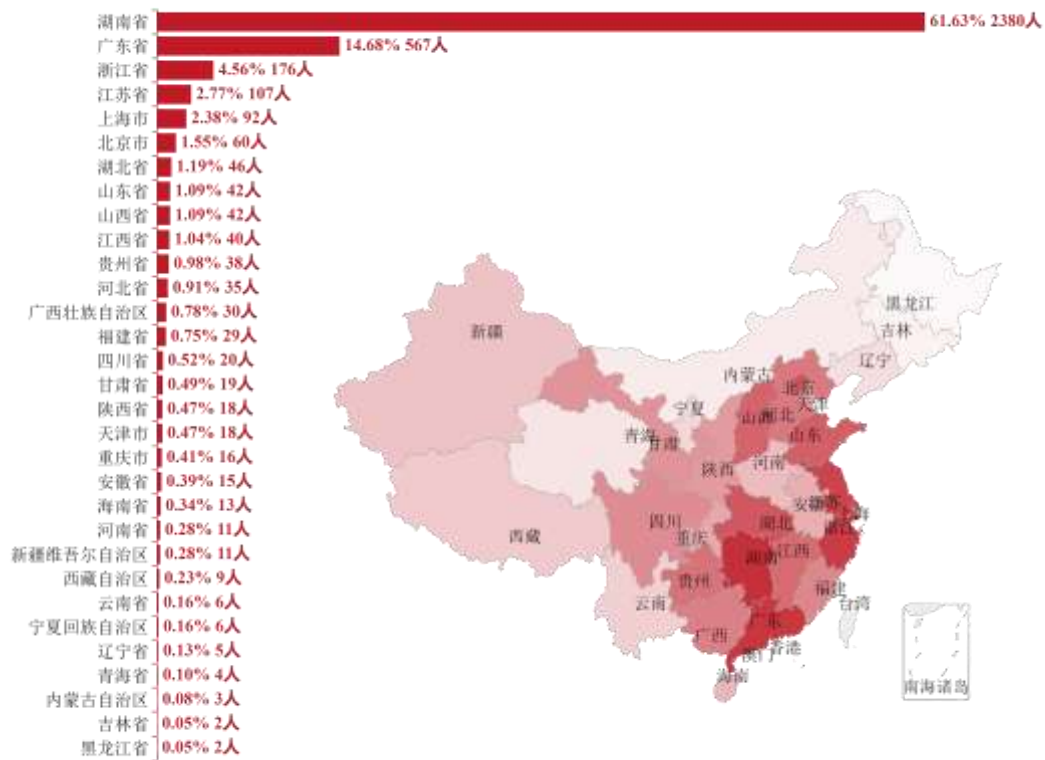 湖南省 61.63% 2380人
广东省 14.68% 567人
浙江省 4.56% 176人
江苏省 2.77% 107人
上海市 2.38% 92人
北京市 1.55% 60人
湖北省 1.19% 46人
山东省 1.09% 42人
山西省 1.09% 42人
江西省 1.04% 40人
贵州省 0.98% 38人
河北省 0.91% 35人
广西壮族自治区 0.78% 30人
福建省 0.75% 29人
四川省 0.52% 20人
甘肃省 0.49% 19人
陕西省 0.47% 18人
天津市 0.47% 18人
重庆市 0.41% 16人
安徽省 0.39% 15人
海南省 0.34% 13人
河南省 0.28% 11人
新疆维吾尔自治区 0.28% 11人
西藏自治区 0.23% 9人
云南省 0.16% 6人
宁夏回族自治区 0.16% 6人
辽宁省 0.13% 5人
青海省 0.10% 4人
内蒙古自治区 0.08% 3人
吉林省 0.05% 2人
黑龙江省 0.05% 2人
黑龙江
吉林
辽宁
新疆
内蒙古
北京
天津
宁夏
山西
河北
山东
青海
甘肃
陕西
河南
安徽
江苏
上海
浙江
西藏
四川
重庆
湖北
湖南
江西
贵州
福建
台湾
云南
广西
广东
香港
澳门
海南
南海诸岛